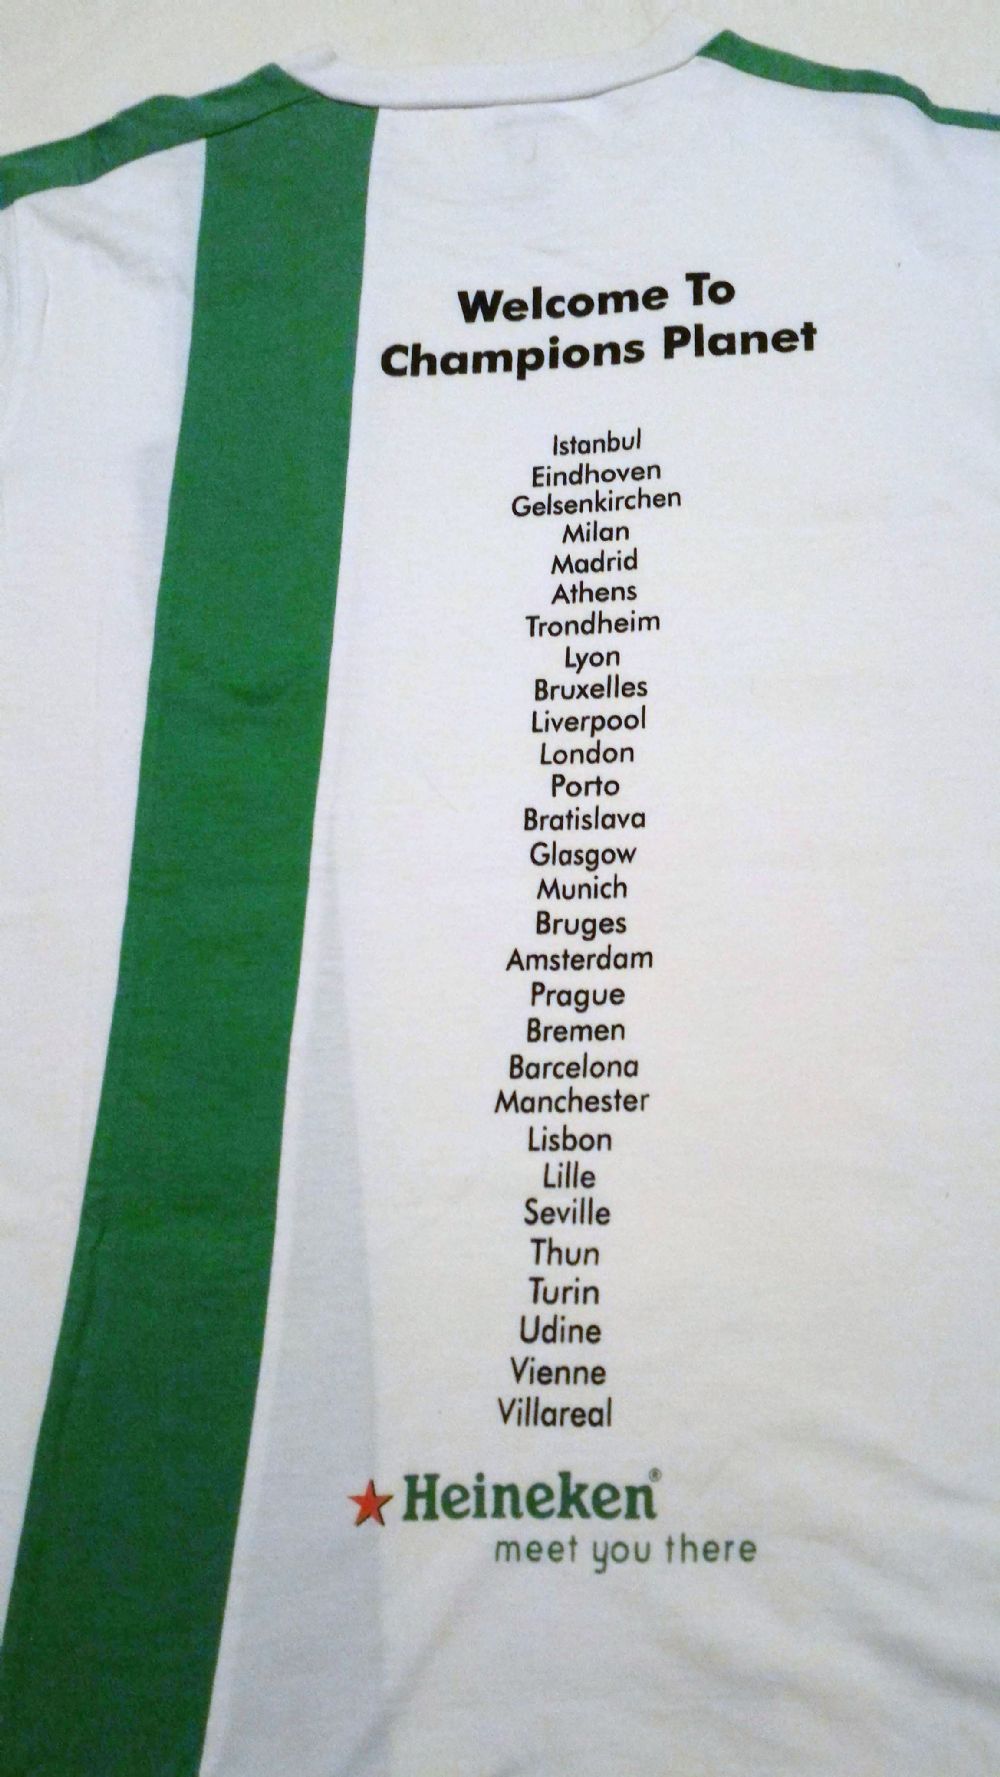 Welcome To
Champions Planet
Istanbul
Eindhoven
Gelsenkirchen
Milan
Madrid
Athens
Trondheim
Lyon
Bruxelles
Liverpool
London
Porto
Bratislava
Glasgow
Munich
Bruges
Amsterdam
Prague
Bremen
Barcelona
Manchester
Lisbon
Lille
Seville
Thun
Turin
Udine
Vienne
Villareal
Heineken®
meet you there